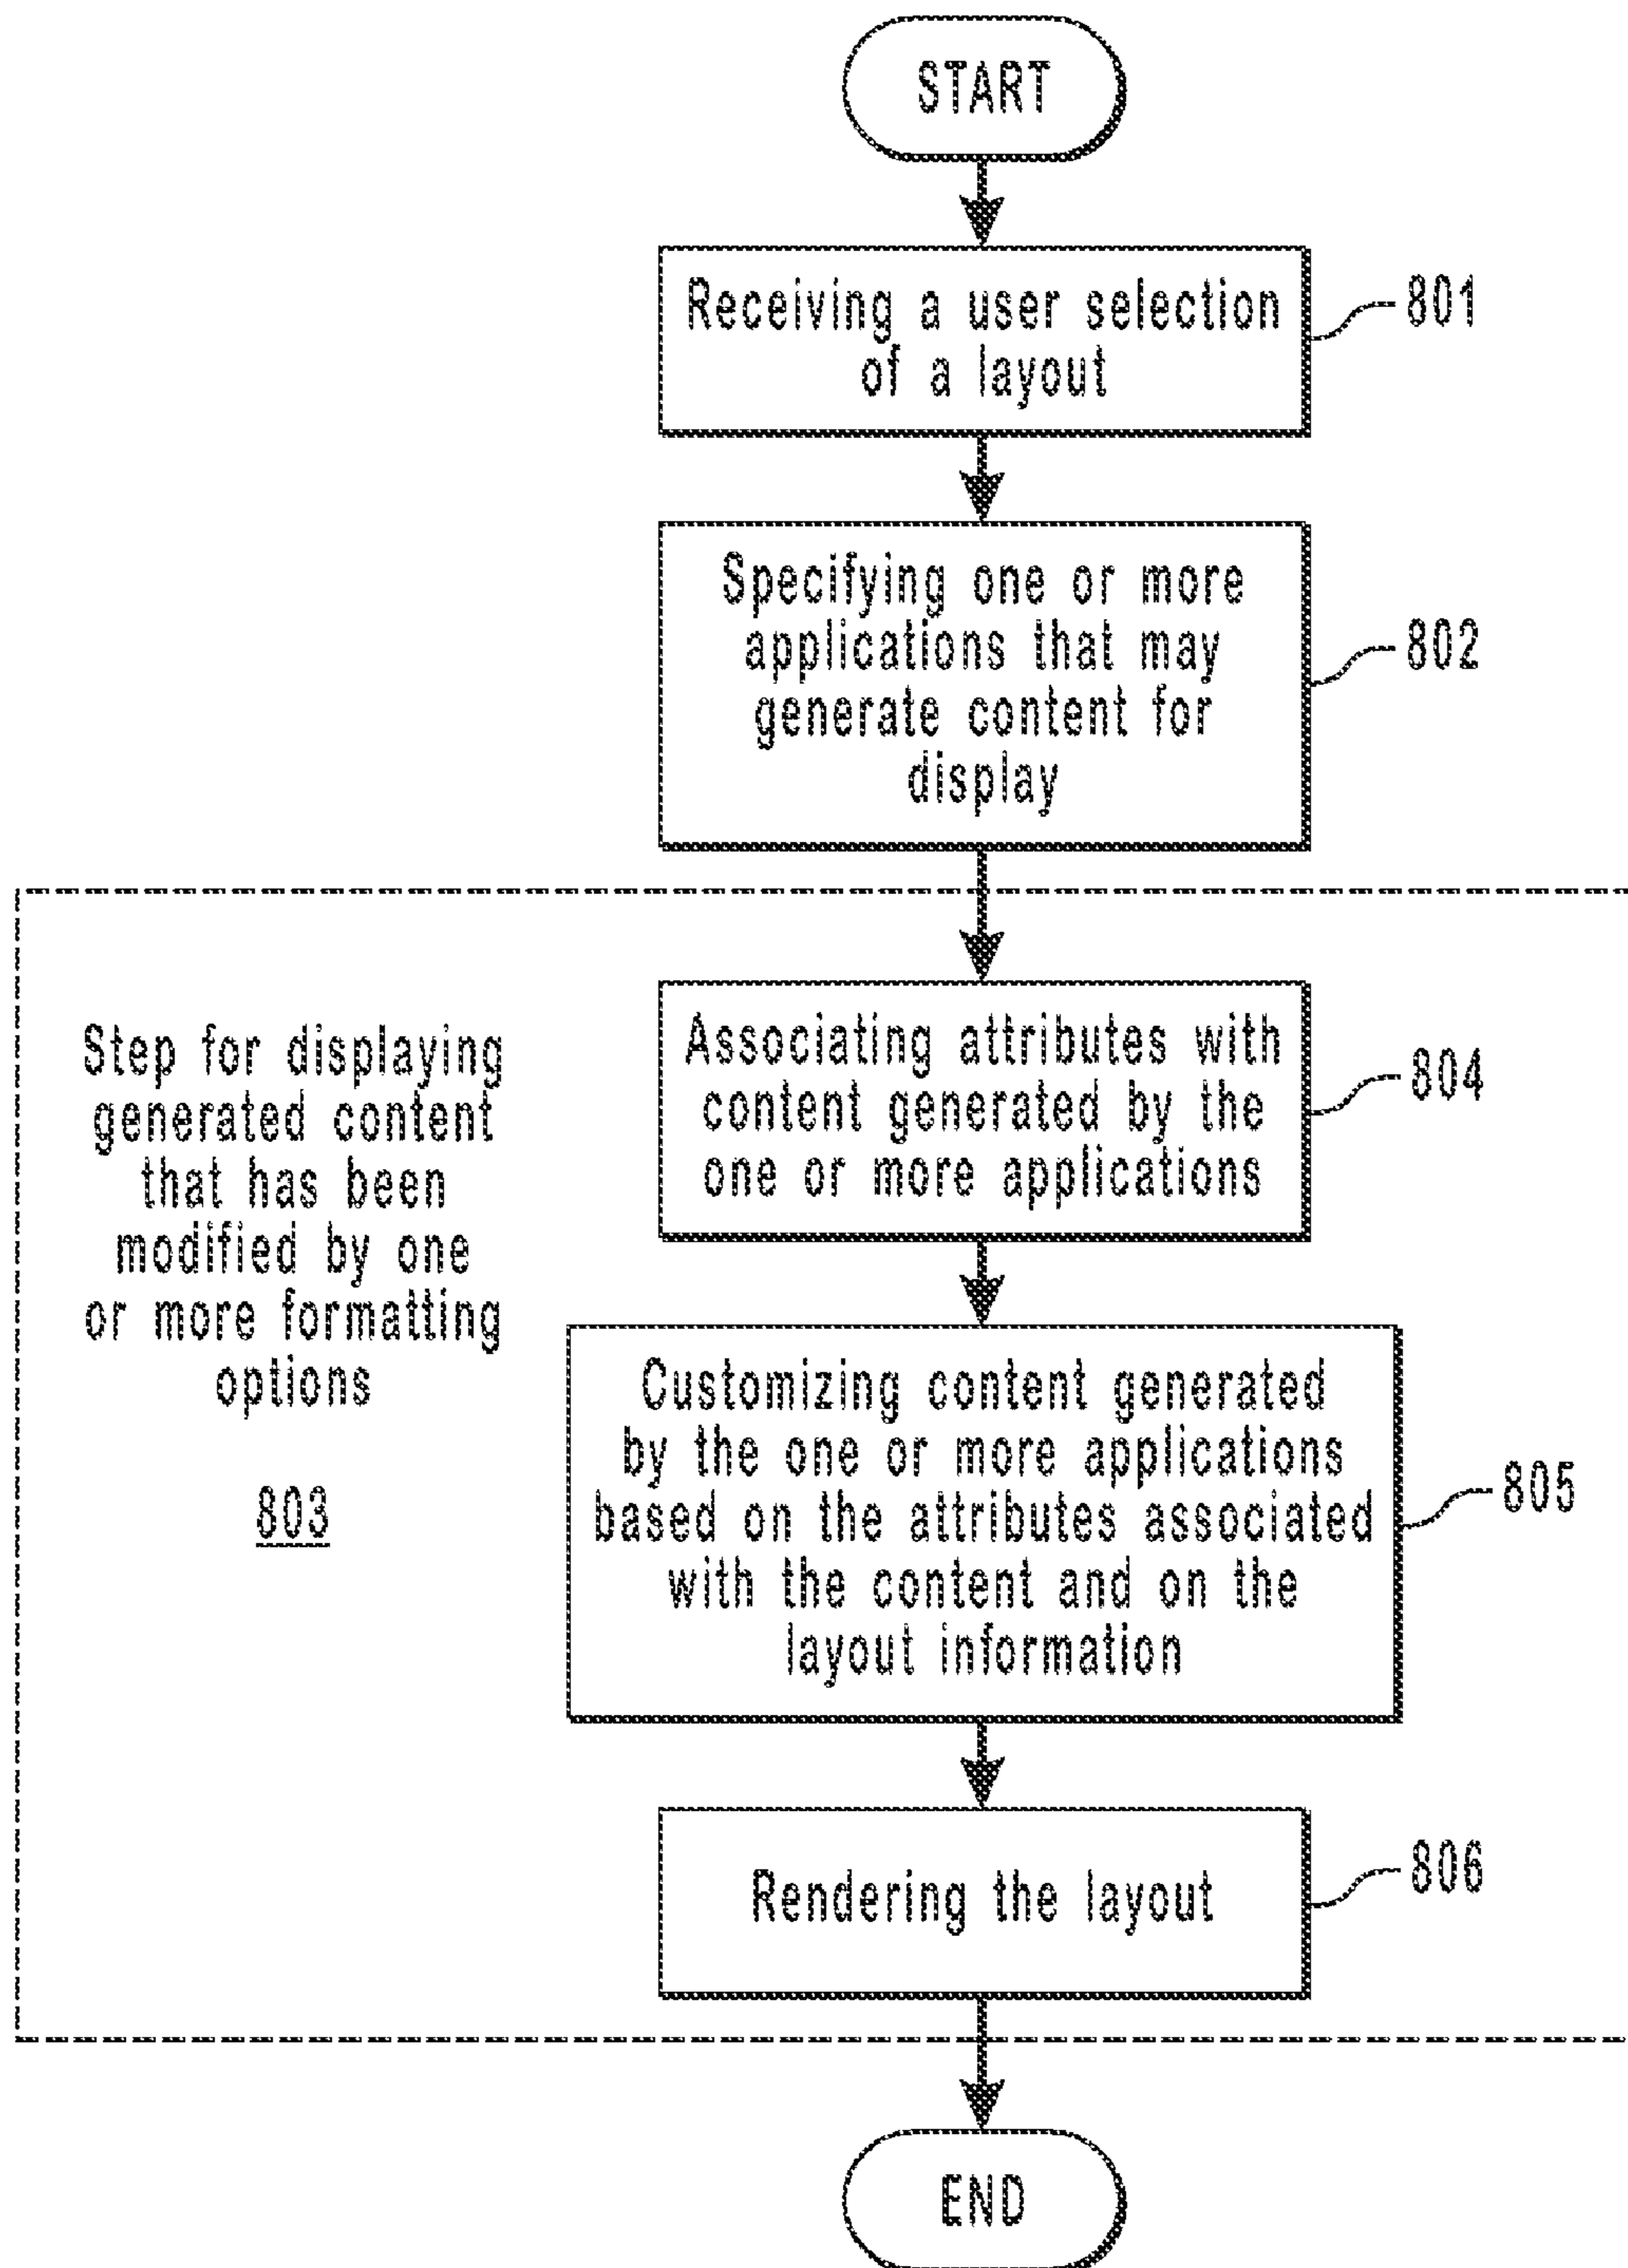 START
Receiving a user selection
of a layout
801
Specifying one or more
applications that may
generate content for
display
802
Step for displaying
generated content
that has been
modified by one
or more formatting
options
803
Associating attributes with
content generated by the
one or more applications
804
Customizing content generated
by the one or more applications
based on the attributes associated
with the content and on the
layout information
805
Rendering the layout
806
END